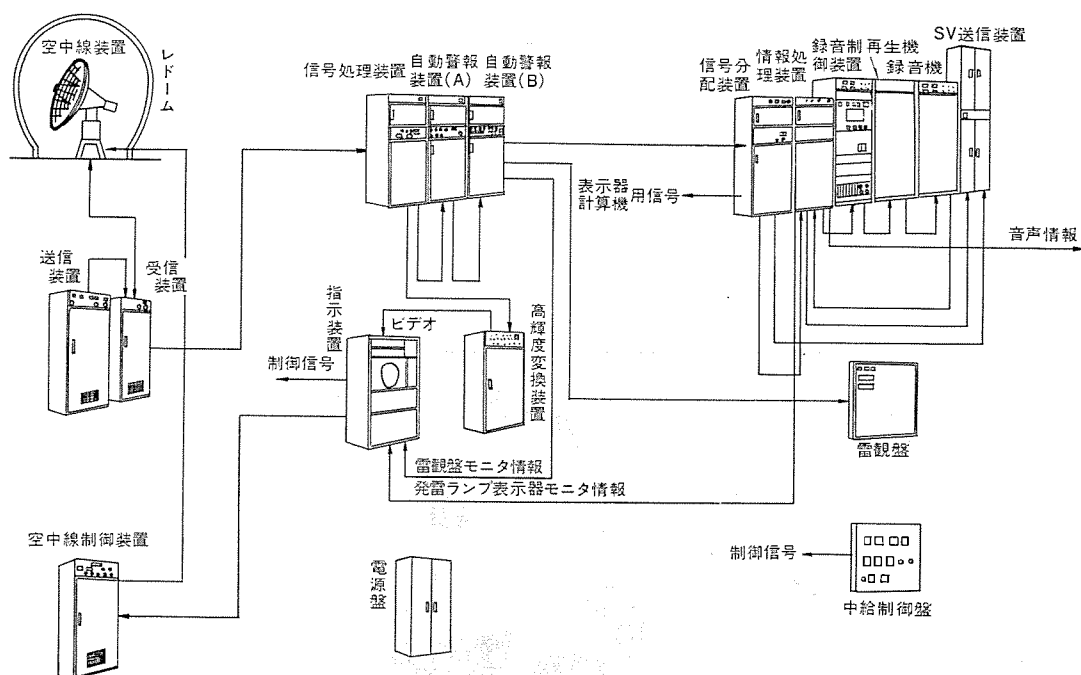 空中線装置
レドーム
信号処理装置
自動警報装置(A)
自動警報装置(B)
信号分配装置
情報処理装置
録音制御装置
再生機
録音機
SV送信装置
表示器
計算機
用信号
音声情報
送信装置
受信装置
指示装置
ビデオ
高輝度変換装置
制御信号
雷観盤
雷観盤モニタ情報
発雷ランプ表示器モニタ情報
空中線制御装置
電源盤
制御信号
中給制御盤